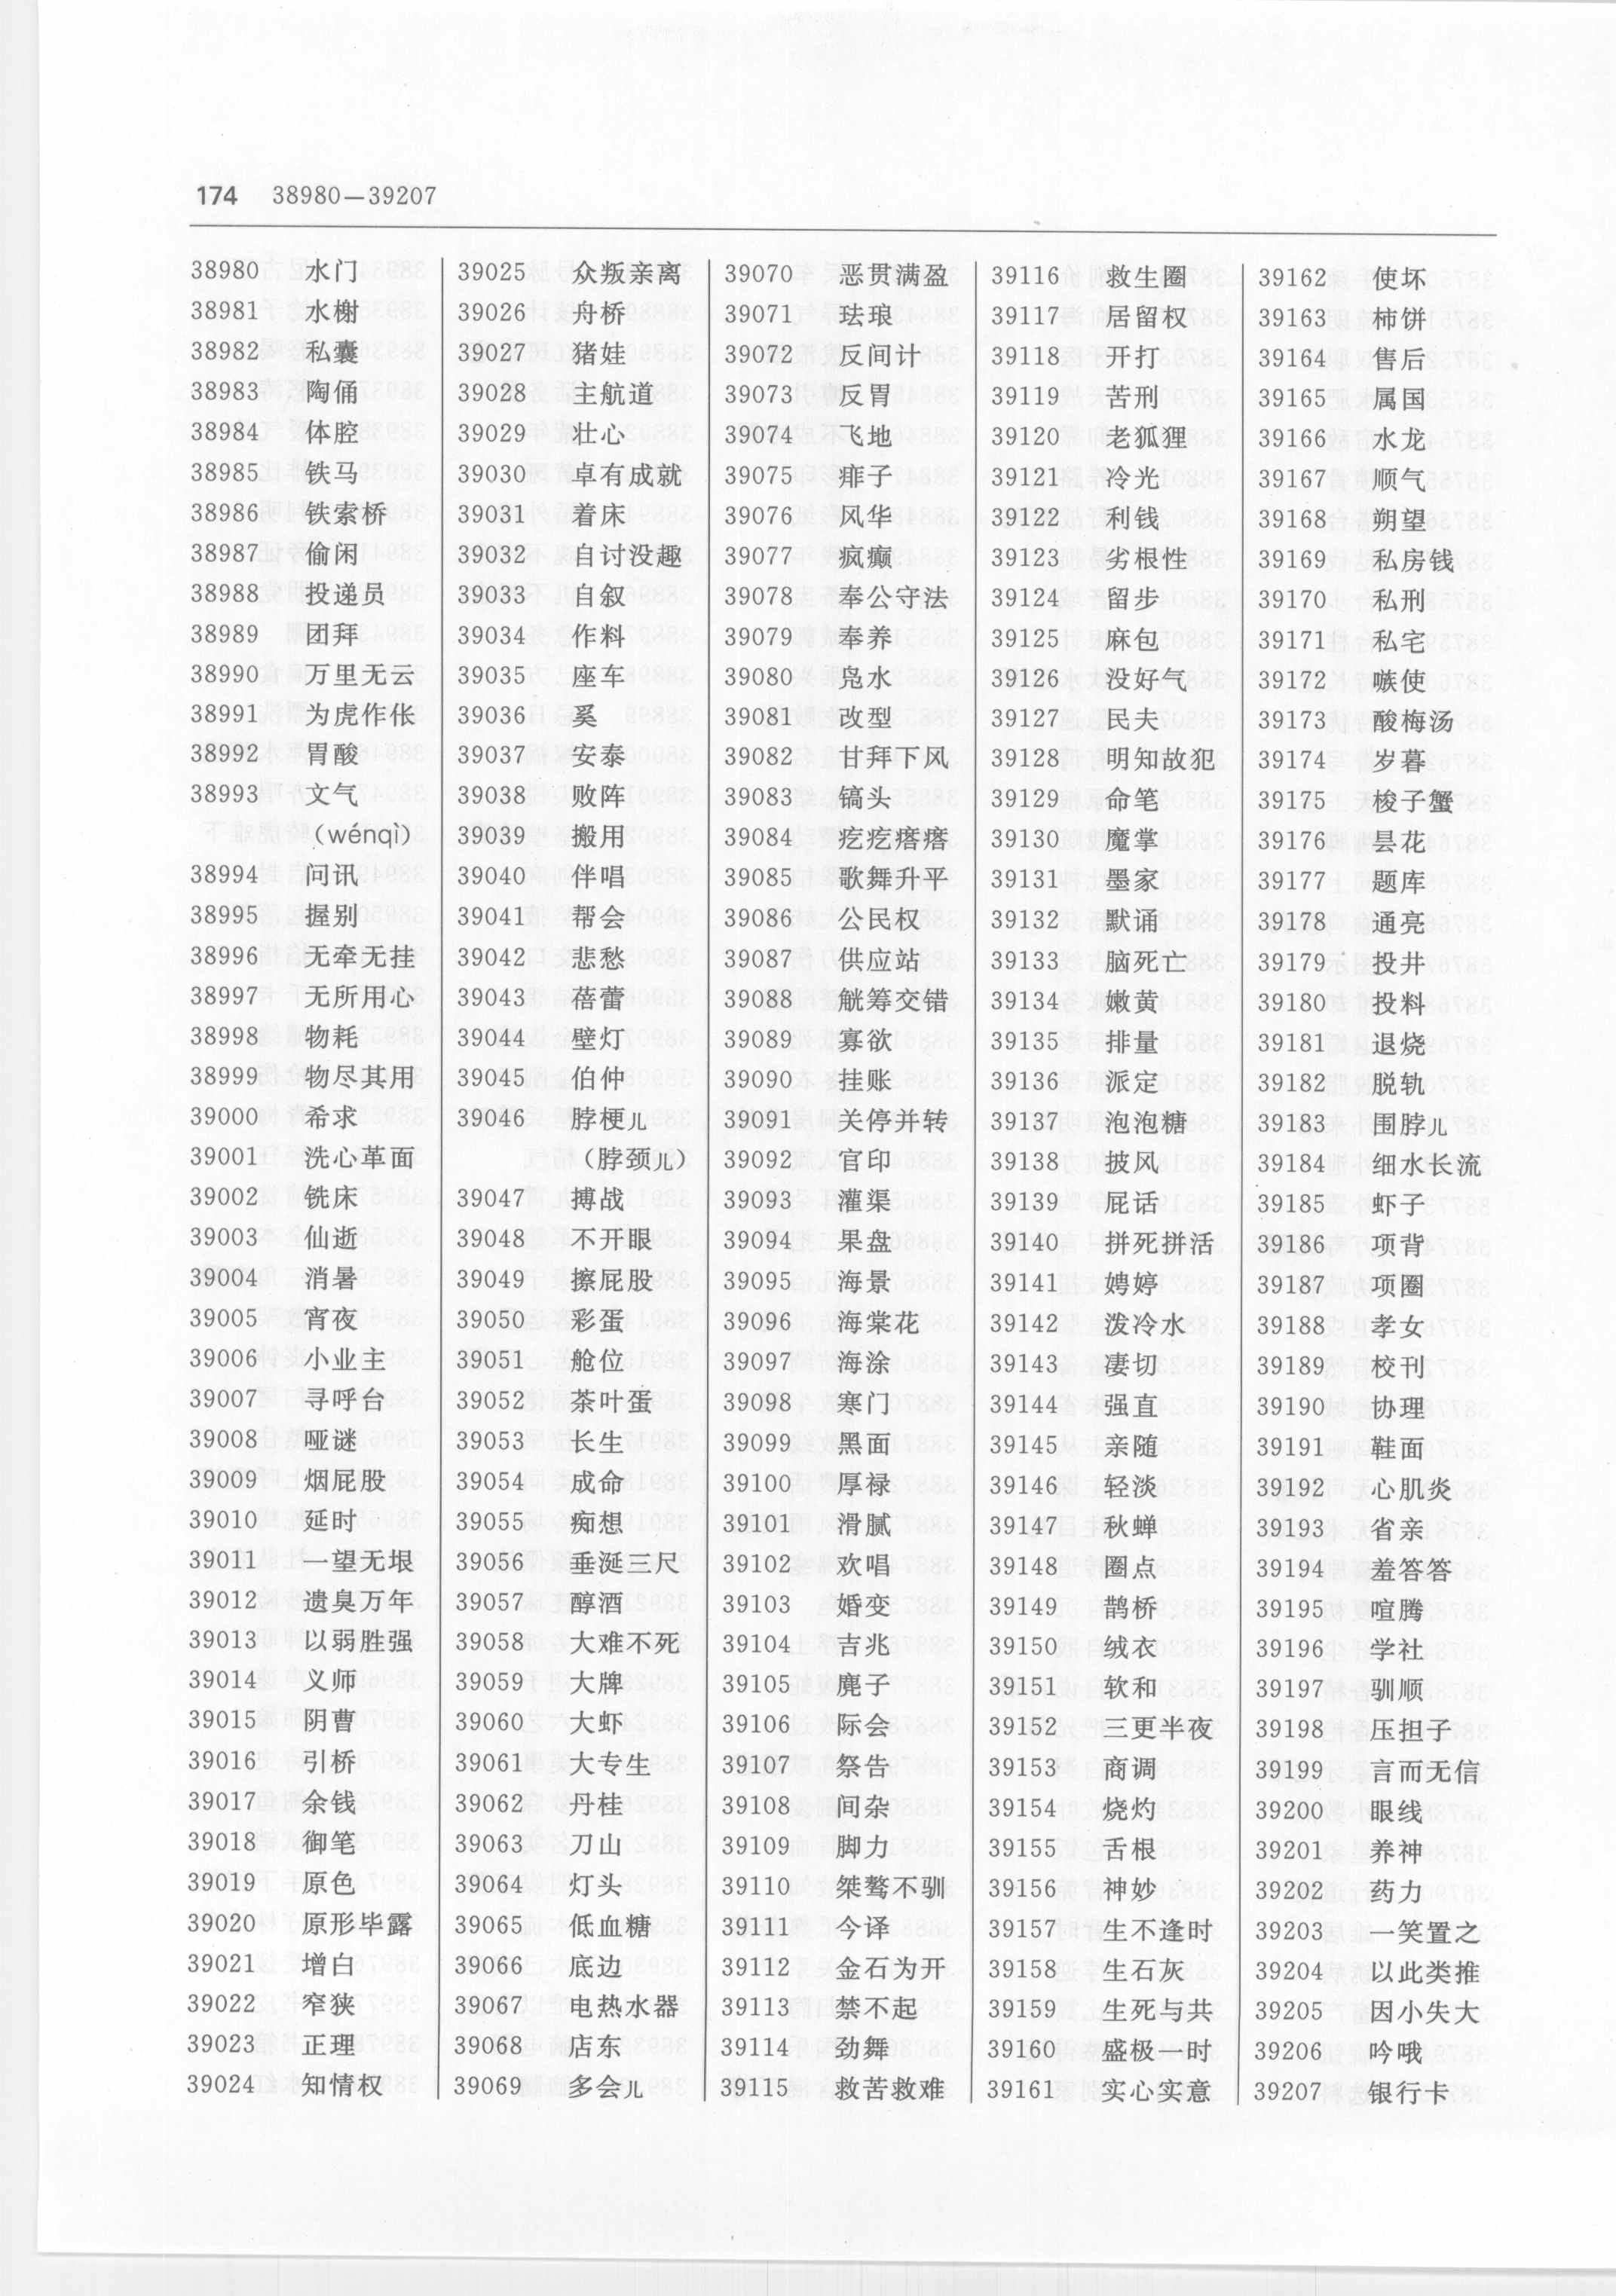 174 38980—39207
38980 水门
38981 水榭
38982 私囊
38983 陶俑
38984 体腔
38985 铁马
38986 铁索桥
38987 偷闲
38988 投递员
38989 团拜
38990 万里无云
38991 为虎作伥
38992 胃酸
38993 文气
(wénqì)
38994 问讯
38995 握别
38996 无牵无挂
38997 无所用心
38998 物耗
38999 物尽其用
39000 希求
39001 洗心革面
39002 铣床
39003 仙逝
39004 消暑
39005 宵夜
39006 小业主
39007 寻呼台
39008 哑谜
39009 烟屁股
39010 延时
39011 一望无垠
39012 遗臭万年
39013 以弱胜强
39014 义师
39015 阴曹
39016 引桥
39017 余钱
39018 御笔
39019 原色
39020 原形毕露
39021 增白
39022 窄狭
39023 正理
39024 知情权
39025 众叛亲离
39026 舟桥
39027 猪娃
39028 主航道
39029 壮心
39030 卓有成就
39031 着床
39032 自讨没趣
39033 自叙
39034 作料
39035 座车
39036 奚
39037 安泰
39038 败阵
39039 搬用
39040 伴唱
39041 帮会
39042 悲愁
39043 蓓蕾
39044 壁灯
39045 伯仲
39046 脖梗儿
(脖颈儿)
39047 搏战
39048 不开眼
39049 擦屁股
39050 彩蛋
39051 舱位
39052 茶叶蛋
39053 长生
39054 成命
39055 痴想
39056 垂涎三尺
39057 醇酒
39058 大难不死
39059 大牌
39060 大虾
39061 大专生
39062 丹桂
39063 刀山
39064 灯头
39065 低血糖
39066 底边
39067 电热水器
39068 店东
39069 多会儿
39070 恶贯满盈
39071 珐琅
39072 反间计
39073 反胃
39074 飞地
39075 痱子
39076 风华
39077 疯癫
39078 奉公守法
39079 奉养
39080 凫水
39081 改型
39082 甘拜下风
39083 镐头
39084 疙疙瘩瘩
39085 歌舞升平
39086 公民权
39087 供应站
39088 觥筹交错
39089 寡欲
39090 挂账
39091 关停并转
39092 官印
39093 灌渠
39094 果盘
39095 海景
39096 海棠花
39097 海涂
39098 寒门
39099 黑面
39100 厚禄
39101 滑腻
39102 欢唱
39103 婚变
39104 吉兆
39105 麂子
39106 际会
39107 祭告
39108 间杂
39109 脚力
39110 桀骜不驯
39111 今译
39112 金石为开
39113 禁不起
39114 劲舞
39115 救苦救难
39116 救生圈
39117 居留权
39118 开打
39119 苦刑
39120 老狐狸
39121 冷光
39122 利钱
39123 劣根性
39124 留步
39125 麻包
39126 没好气
39127 民夫
39128 明知故犯
39129 命笔
39130 魔掌
39131 墨家
39132 默诵
39133 脑死亡
39134 嫩黄
39135 排量
39136 派定
39137 泡泡糖
39138 披风
39139 屁话
39140 拼死拼活
39141 娉婷
39142 泼冷水
39143 凄切
39144 强直
39145 亲随
39146 轻淡
39147 秋蝉
39148 圈点
39149 鹊桥
39150 绒衣
39151 软和
39152 三更半夜
39153 商调
39154 烧灼
39155 舌根
39156 神妙
39157 生不逢时
39158 生石灰
39159 生死与共
39160 盛极一时
39161 实心实意
39162 使坏
39163 柿饼
39164 售后
39165 属国
39166 水龙
39167 顺气
39168 朔望
39169 私房钱
39170 私刑
39171 私宅
39172 嗾使
39173 酸梅汤
39174 岁暮
39175 梭子蟹
39176 昙花
39177 题库
39178 通亮
39179 投井
39180 投料
39181 退烧
39182 脱轨
39183 围脖儿
39184 细水长流
39185 虾子
39186 项背
39187 项圈
39188 孝女
39189 校刊
39190 协理
39191 鞋面
39192 心肌炎
39193 省亲
39194 羞答答
39195 喧腾
39196 学社
39197 驯顺
39198 压担子
39199 言而无信
39200 眼线
39201 养神
39202 药力
39203 一笑置之
39204 以此类推
39205 因小失大
39206 吟哦
39207 银行卡